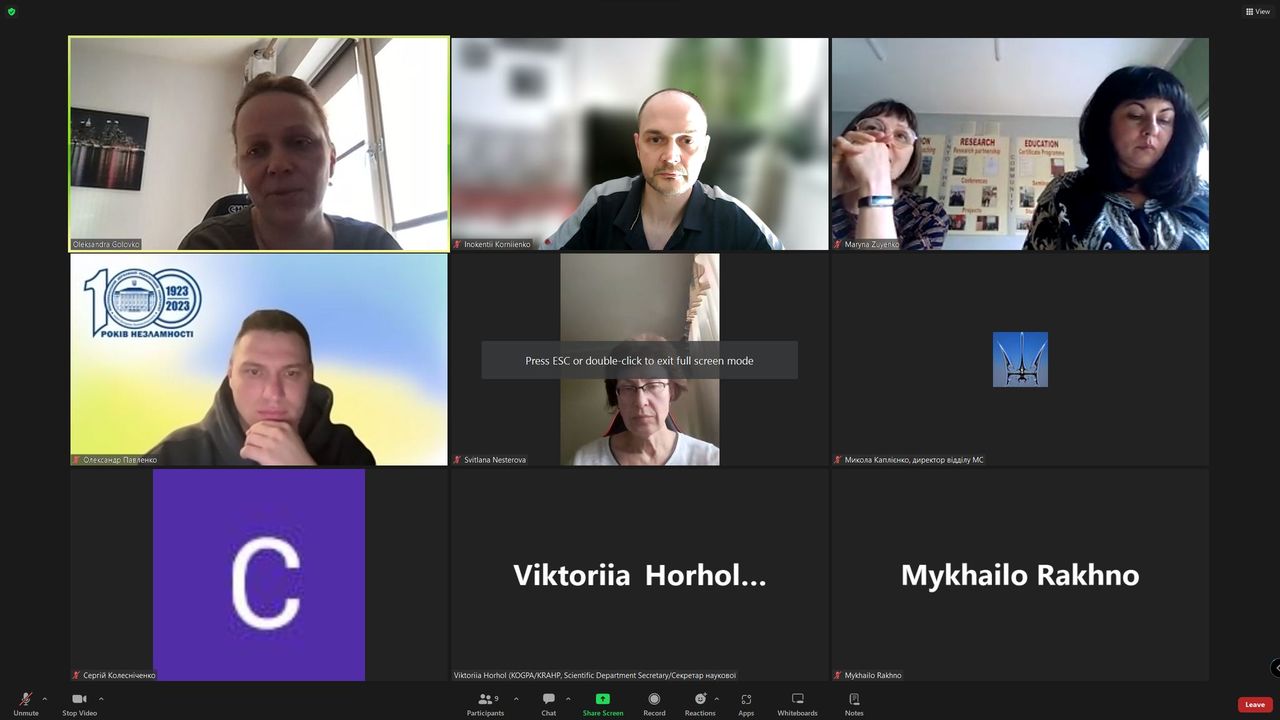 View
Oleksandra Golovko
Inokentii Korniienko
RESEARCH
Research partnership
Conferences
Projects
EDUCATION
Certificate Programme
COMMUNITY
Maryna Zuyenko
100
1923
2023
РОКІВ НЕЗЛАМНОСТІ
Олександр Павленко
Press ESC or double-click to exit full screen mode
Svitlana Nesterova
Микола Каплієнко, директор відділу МС
С
Сергій Колесніченко
Viktoriia Horhol...
Viktoriia Horhol (KOGPA/KRAHP, Scientific Department Secretary/Секретар наукової
Mykhailo Rakhno
Mykhailo Rakhno
Unmute
Stop Video
Participants
9
Chat
Share Screen
Record
Reactions
Apps
Whiteboards
Notes
Leave